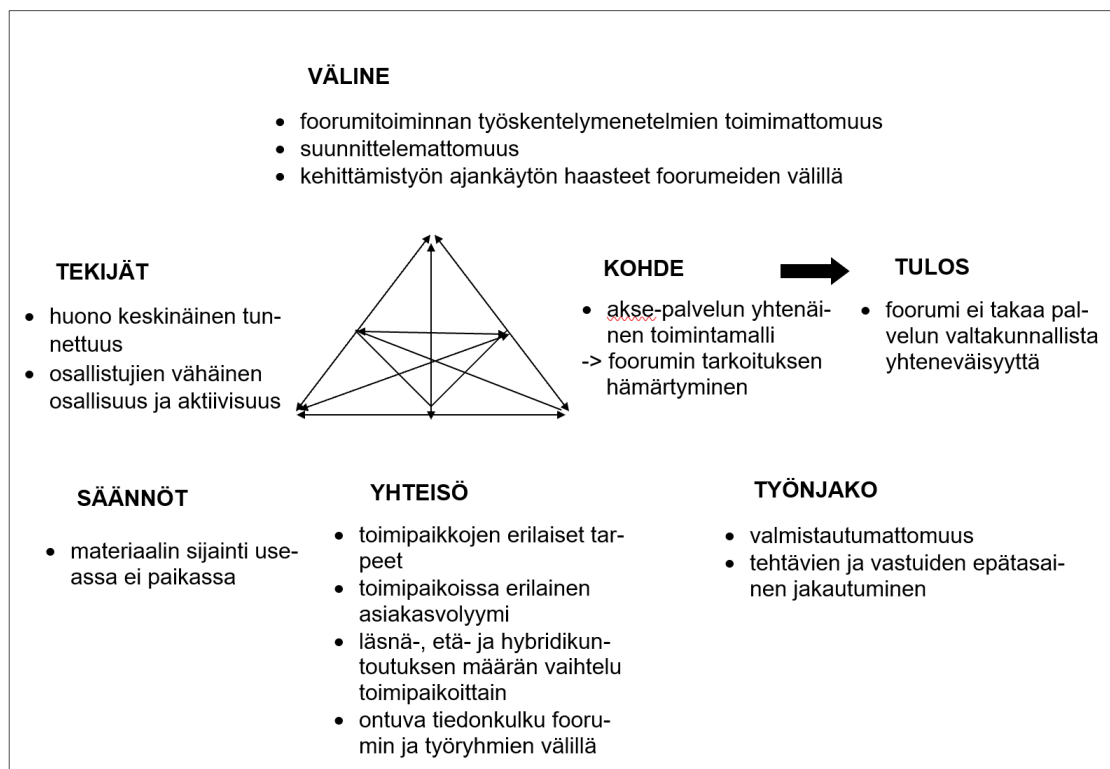 VÄLINE
• foorumitoiminnan työskentelymenetelmien toimimattomuus
• suunnittelemattomuus
• kehittämistyön ajankäytön haasteet foorumeiden välillä
TEKIJÄT
• huono keskinäinen tun-
nettuus
• osallistujien vähäinen
osallisuus ja aktiivisuus
KOHDE
• akse-palvelun yhtenäi-
nen toimintamalli
-> foorumin tarkoituksen
hämärtyminen
TULOS
• foorumi ei takaa pal-
velun valtakunnallista
yhteneväisyyttä
SÄÄNNÖT
• materiaalin sijainti use-
assa ei paikassa
YHTEISÖ
• toimipaikkojen erilaiset tar-
peet
• toimipaikoissa erilainen
asiakasvolyymi
• läsnä-, etä- ja hybridikun-
toutuksen määrän vaihtelu
toimipaikoittain
• ontuva tiedonkulku fooru-
min ja työryhmien välillä
TYÖNJAKO
• valmistautumattomuus
• tehtävien ja vastuiden epätasai-
nen jakautuminen